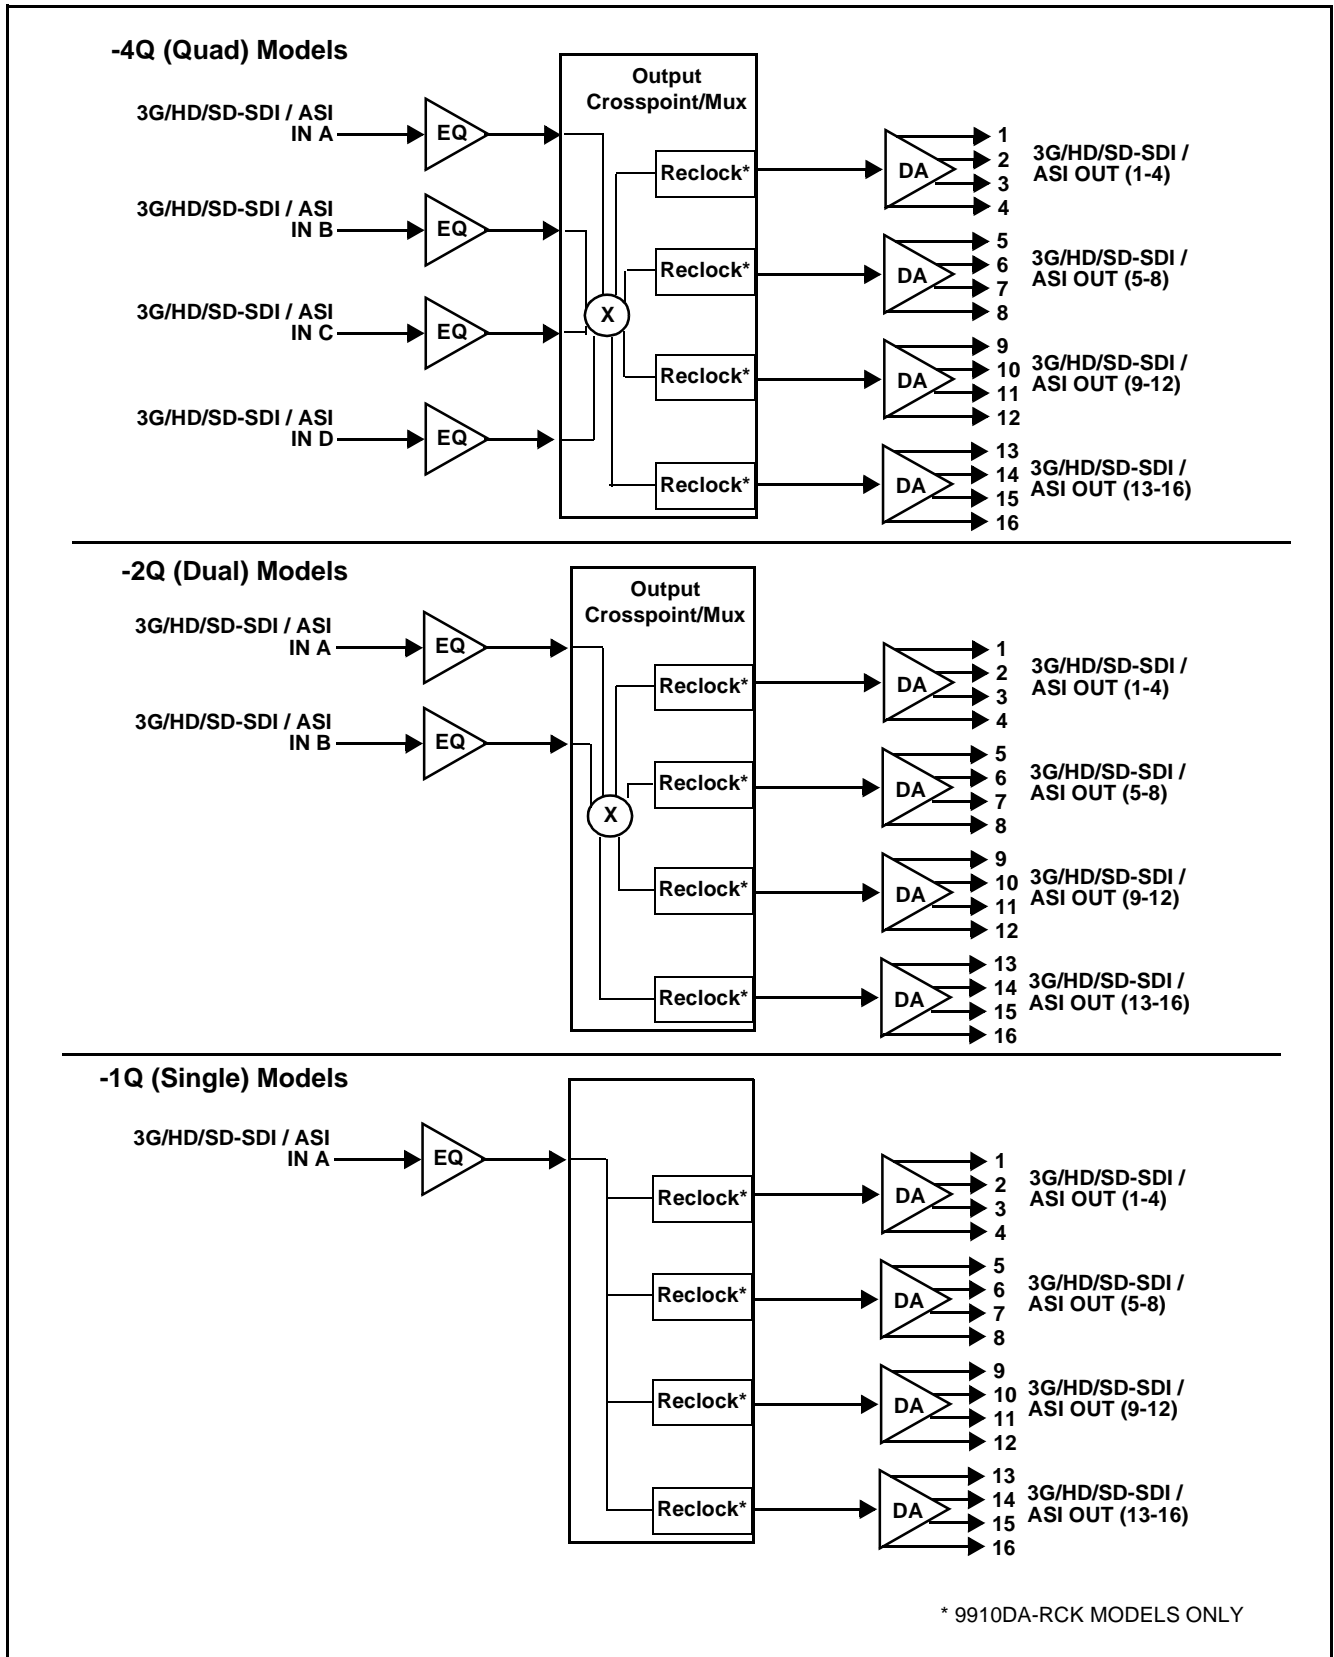 -4Q (Quad) Models
Output
Crosspoint/Mux
3G/HD/SD-SDI / ASI
IN A
EQ
3G/HD/SD-SDI / ASI
IN B
EQ
3G/HD/SD-SDI / ASI
IN C
EQ
3G/HD/SD-SDI / ASI
IN D
EQ
X
Reclock*
Reclock*
Reclock*
Reclock*
DA
1
2
3
4
3G/HD/SD-SDI /
ASI OUT (1-4)
DA
5
6
7
8
3G/HD/SD-SDI /
ASI OUT (5-8)
DA
9
10
11
12
3G/HD/SD-SDI /
ASI OUT (9-12)
DA
13
14
15
16
3G/HD/SD-SDI /
ASI OUT (13-16)
-2Q (Dual) Models
Output
Crosspoint/Mux
3G/HD/SD-SDI / ASI
IN A
EQ
3G/HD/SD-SDI / ASI
IN B
EQ
X
Reclock*
Reclock*
Reclock*
Reclock*
DA
1
2
3
4
3G/HD/SD-SDI /
ASI OUT (1-4)
DA
5
6
7
8
3G/HD/SD-SDI /
ASI OUT (5-8)
DA
9
10
11
12
3G/HD/SD-SDI /
ASI OUT (9-12)
DA
13
14
15
16
3G/HD/SD-SDI /
ASI OUT (13-16)
-1Q (Single) Models
3G/HD/SD-SDI / ASI
IN A
EQ
Reclock*
Reclock*
Reclock*
Reclock*
DA
1
2
3
4
3G/HD/SD-SDI /
ASI OUT (1-4)
DA
5
6
7
8
3G/HD/SD-SDI /
ASI OUT (5-8)
DA
9
10
11
12
3G/HD/SD-SDI /
ASI OUT (9-12)
DA
13
14
15
16
3G/HD/SD-SDI /
ASI OUT (13-16)
* 9910DA-RCK MODELS ONLY